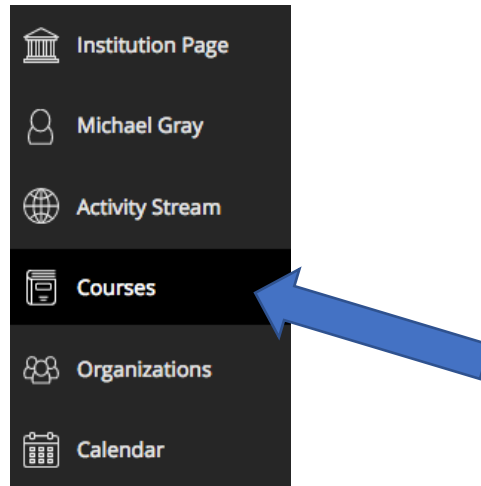 Institution Page
Michael Gray
Activity Stream
Courses
Organizations
Calendar